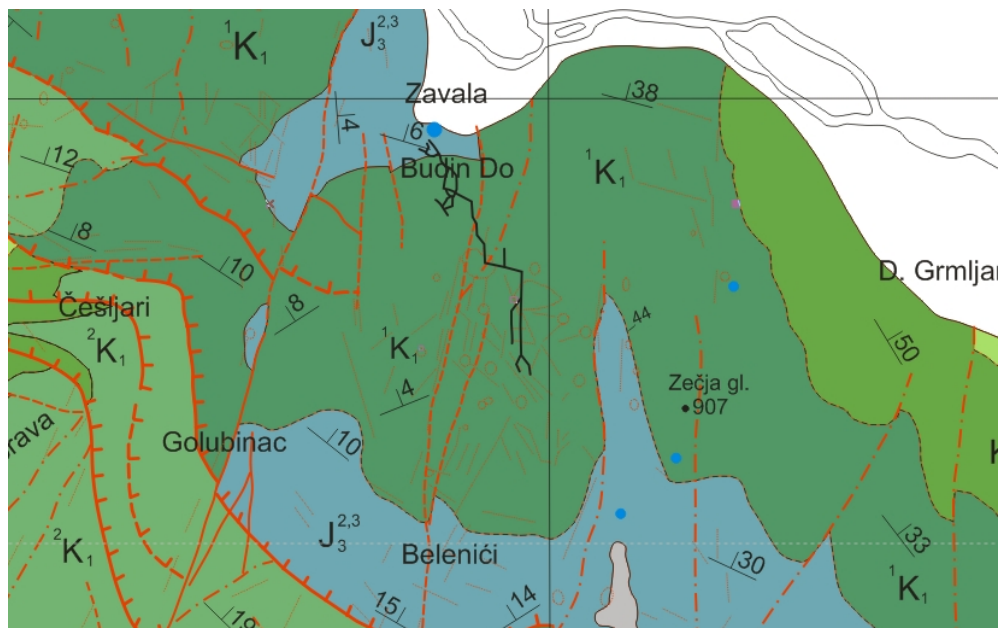 J₃²,³
¹K₁
Zavala
38
4
6
12
Budin Do
¹K₁
8
10
D. Grmljan
Češljari
8
44
²K₁
¹K₁
50
Zečja gl.
907
4
Golubinac
10
rava
K
J₃²,³
Belenići
²K₁
33
30
¹K₁
15
14
19